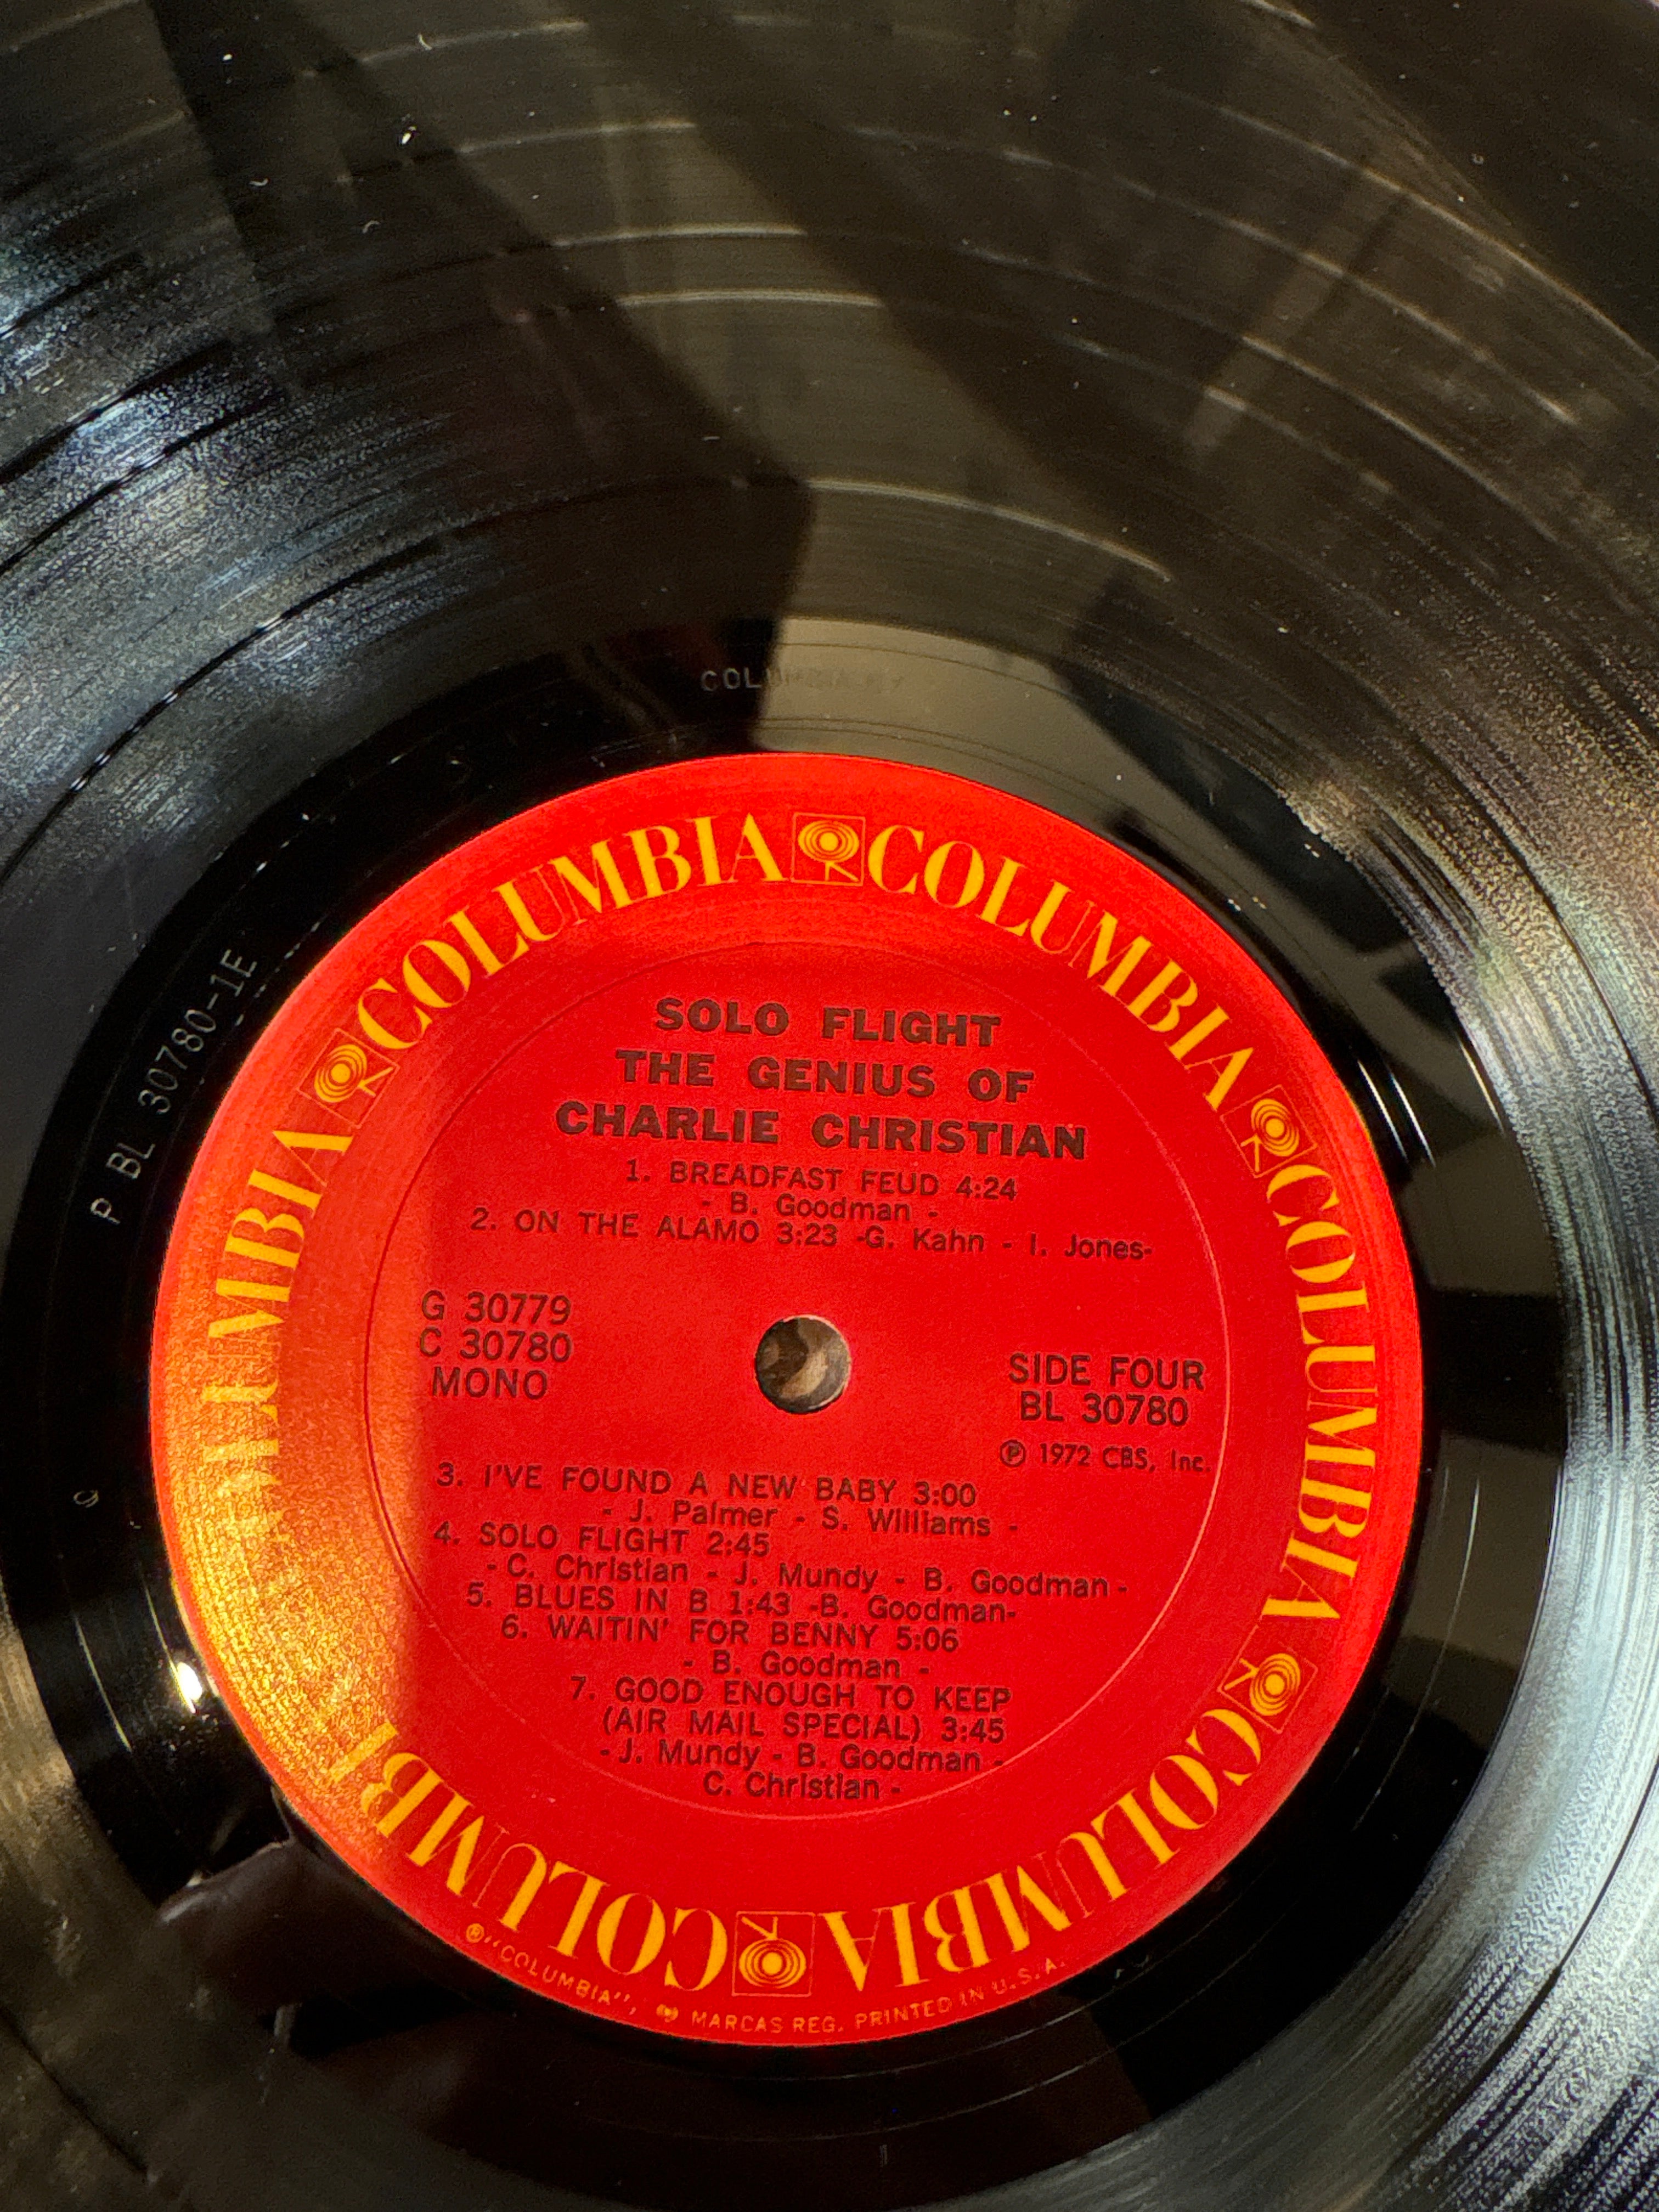 COLUMBIA NY
P BL 30780-1E
G
COLUMBIA COLUMBIA COLUMBIA COLUMBIA COLUMBIA COLUMBIA
SOLO FLIGHT
THE GENIUS OF
CHARLIE CHRISTIAN
1. BREADFAST FEUD 4:24
- B. Goodman -
2. ON THE ALAMO 3:23 -G. Kahn - I. Jones-
G 30779
C 30780
MONO
SIDE FOUR
BL 30780
℗ 1972 CBS, Inc.
3. I'VE FOUND A NEW BABY 3:00
- J. Palmer - S. Williams -
4. SOLO FLIGHT 2:45
- C. Christian - J. Mundy - B. Goodman -
5. BLUES IN B 1:43 -B. Goodman-
6. WAITIN' FOR BENNY 5:06
- B. Goodman -
7. GOOD ENOUGH TO KEEP
(AIR MAIL SPECIAL) 3:45
- J. Mundy - B. Goodman -
C. Christian -
® "COLUMBIA", MARCAS REG. PRINTED IN U.S.A.